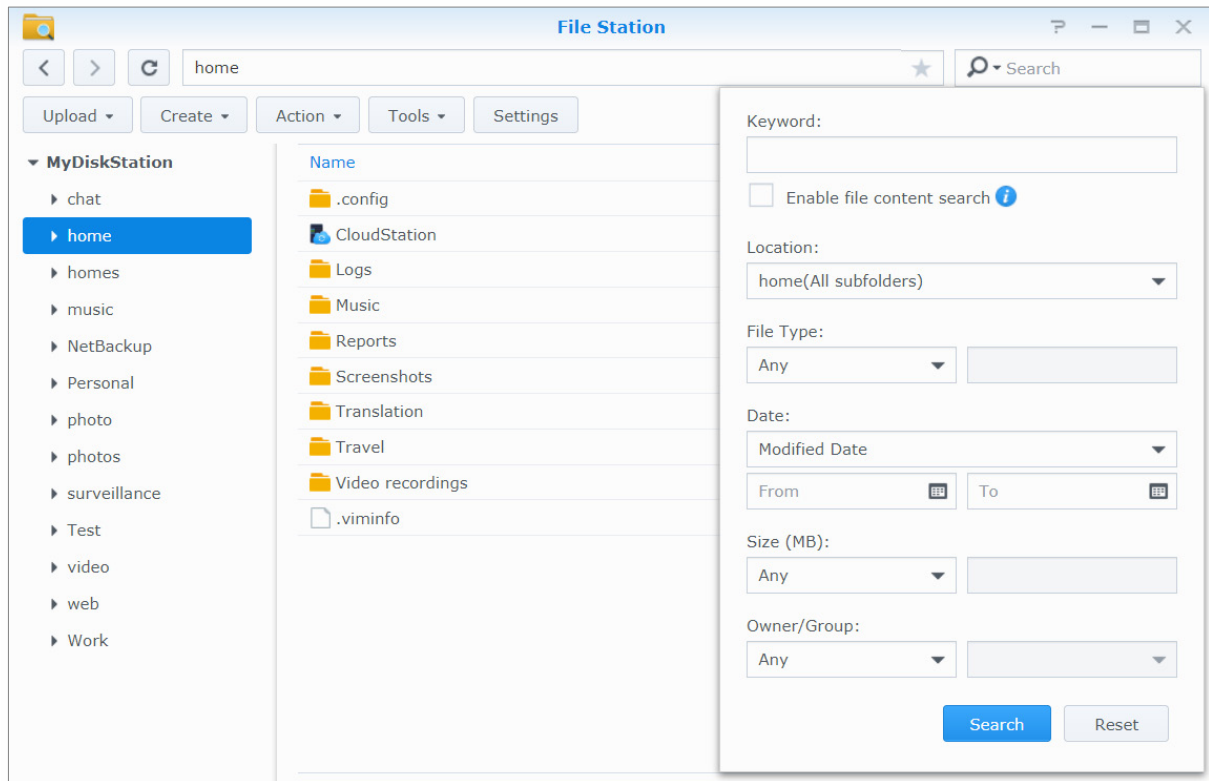 File Station
home
Search
Upload Create Action Tools Settings
MyDiskStation
chat
home
homes
music
NetBackup
Personal
photo
photos
surveillance
Test
video
web
Work
Name
.config
CloudStation
Logs
Music
Reports
Screenshots
Translation
Travel
Video recordings
.viminfo
Keyword:
Enable file content search
Location:
home(All subfolders)
File Type:
Any
Date:
Modified Date
From To
Size (MB):
Any
Owner/Group:
Any
Search Reset